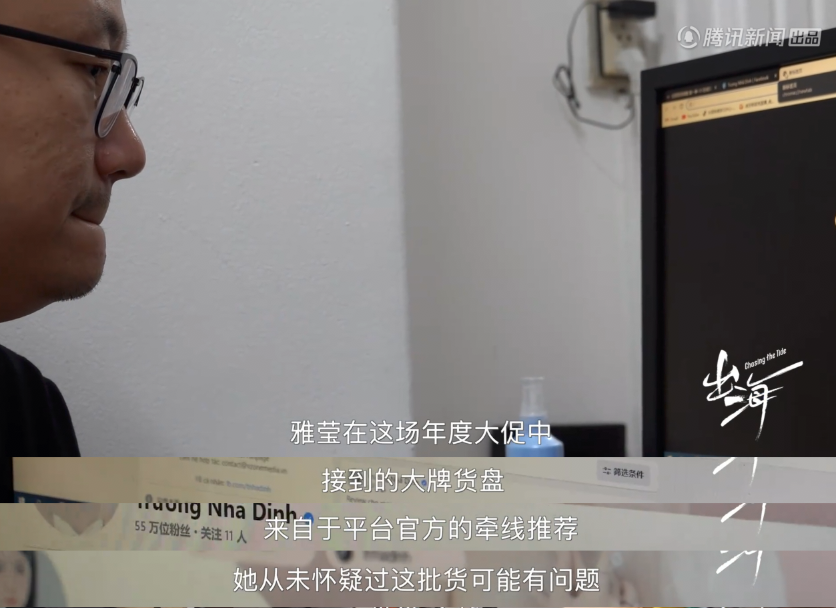 腾讯新闻出品
出海
Chasing the Tide
雅莹在这场年度大促中
接到的大牌货盘
筛选条件
Trương Nha Dinh
55 万位粉丝 · 关注 11 人
来自于平台官方的牵线推荐
她从未怀疑过这批货可能有问题